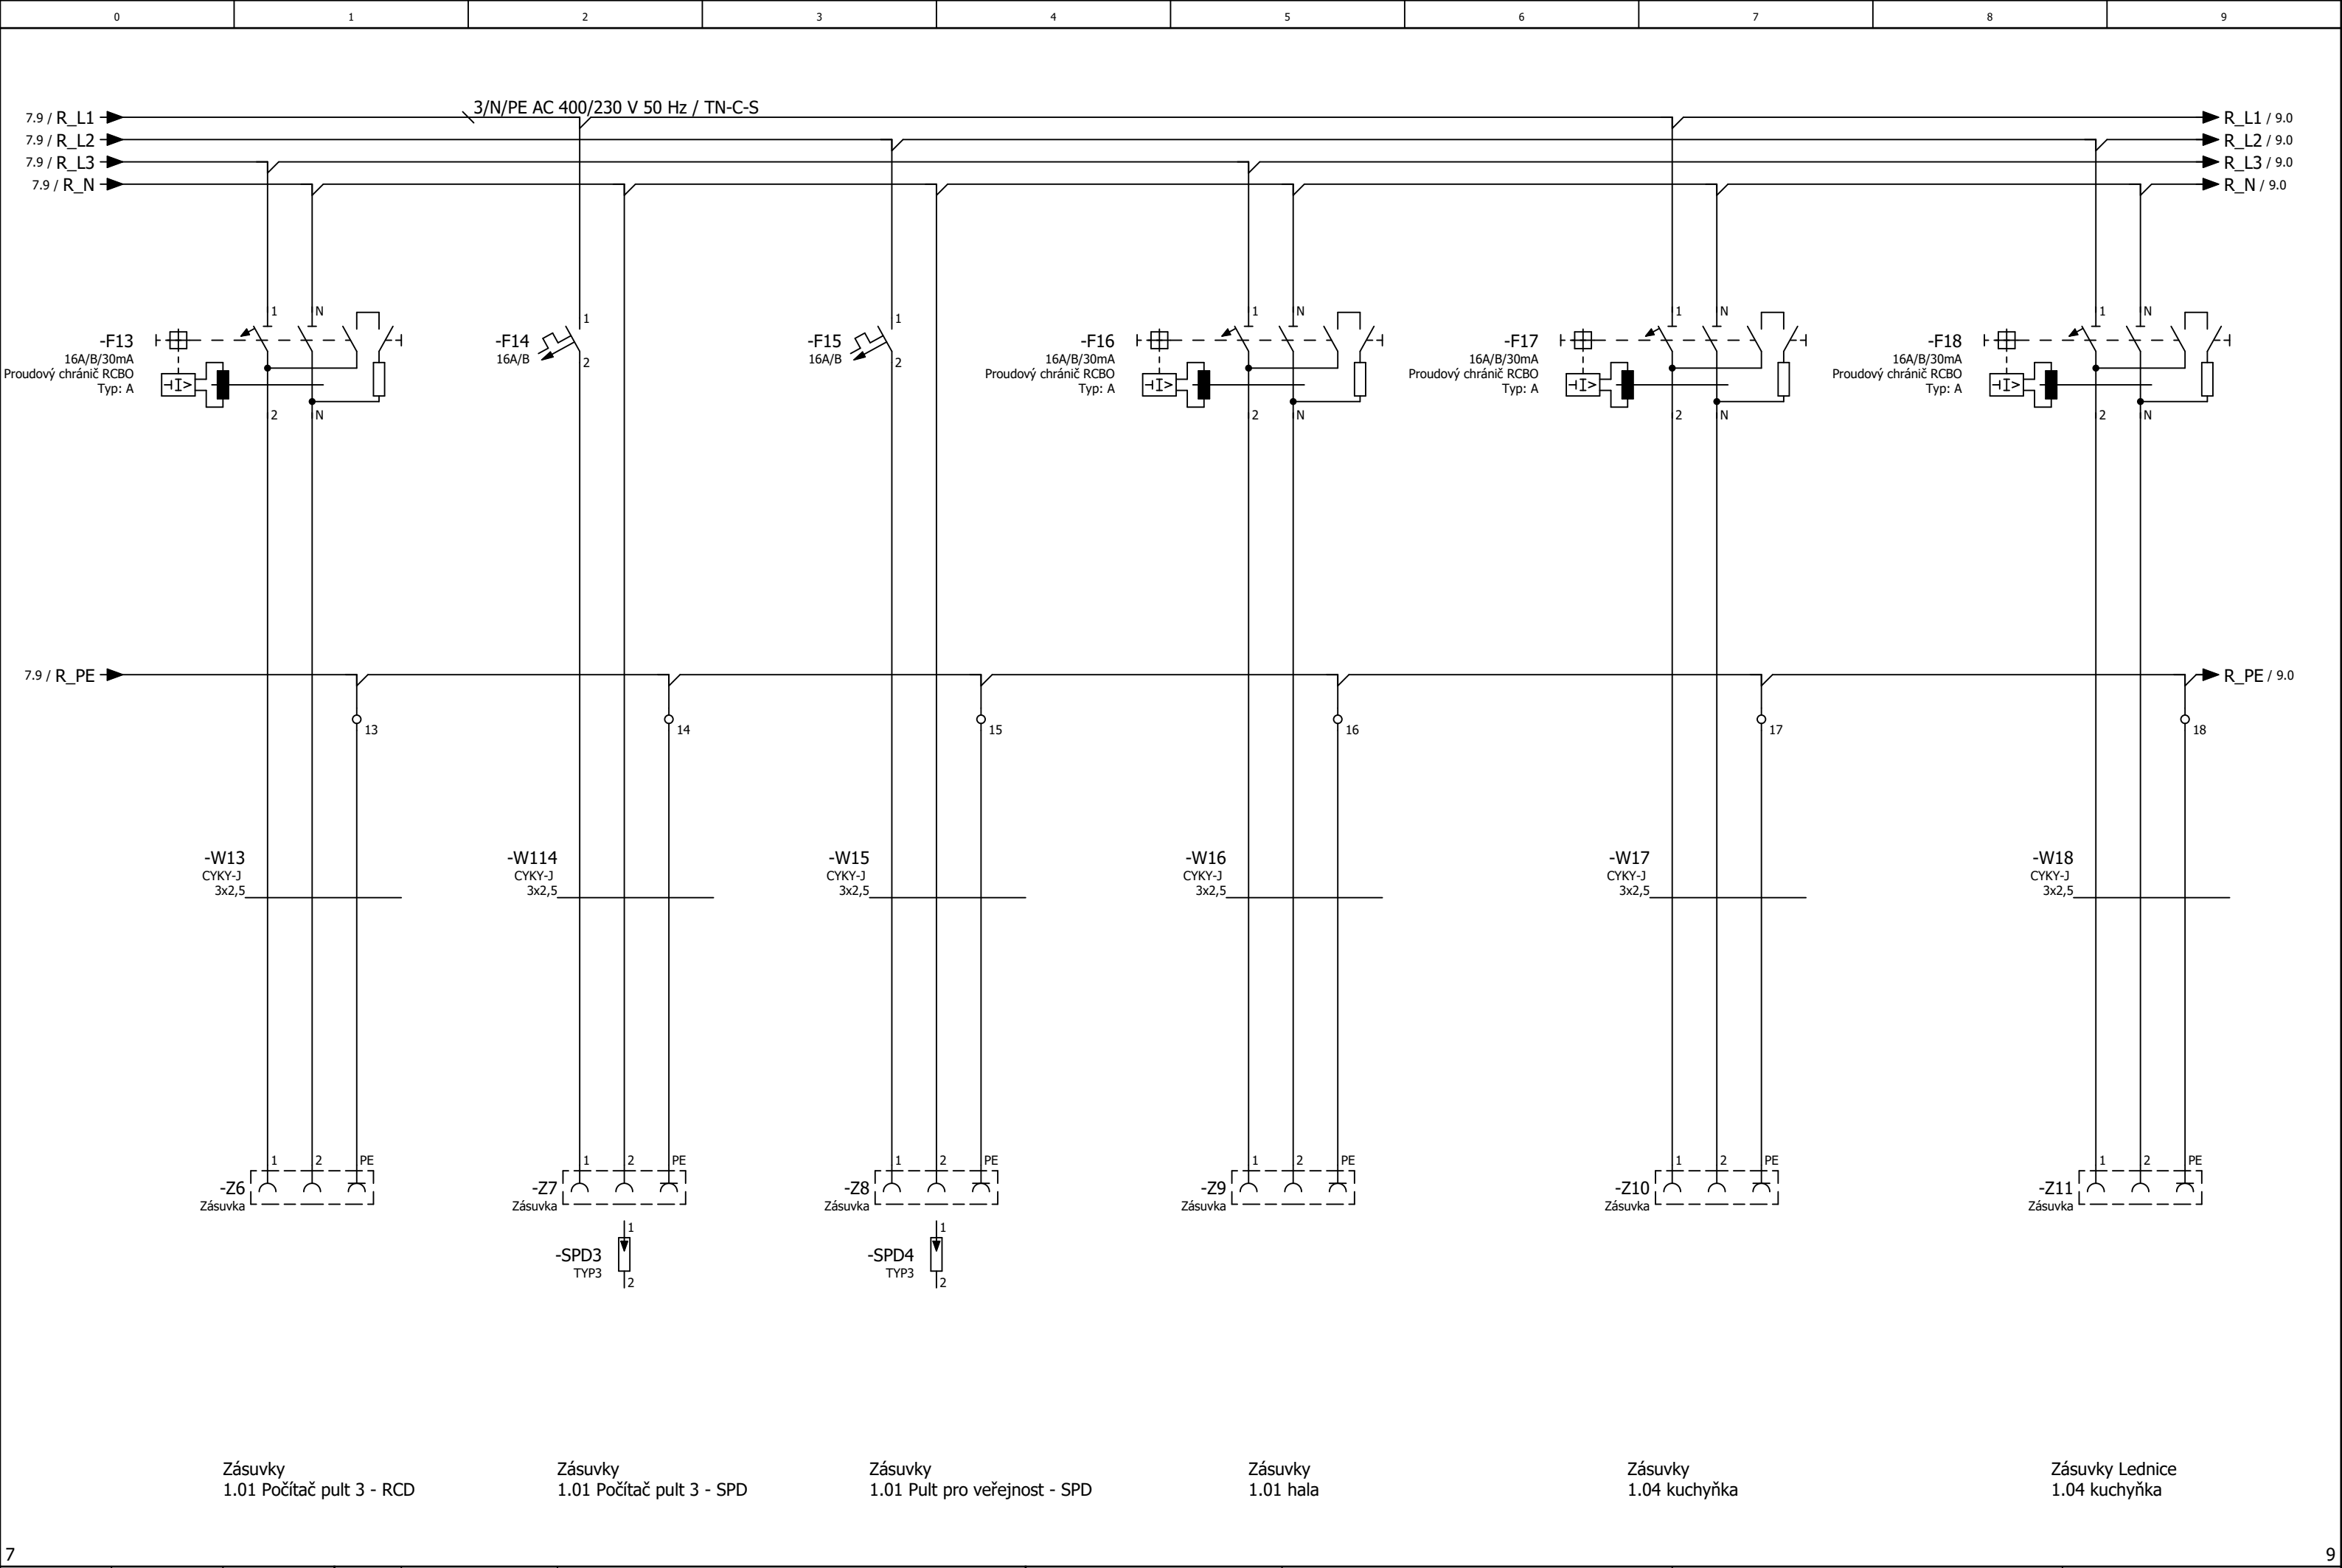 0 1 2 3 4 5 6 7 8 9
3/N/PE AC 400/230 V 50 Hz / TN-C-S
7.9 / R_L1
R_L1 / 9.0
7.9 / R_L2
R_L2 / 9.0
7.9 / R_L3
R_L3 / 9.0
7.9 / R_N
R_N / 9.0
1 N
-F13
16A/B/30mA
Proudový chránič RCBO
Typ: A
I>
2 N
1
-F14
16A/B
2
1
-F15
16A/B
2
1 N
-F16
16A/B/30mA
Proudový chránič RCBO
Typ: A
I>
2 N
1 N
-F17
16A/B/30mA
Proudový chránič RCBO
Typ: A
I>
2 N
1 N
-F18
16A/B/30mA
Proudový chránič RCBO
Typ: A
I>
2 N
7.9 / R_PE
R_PE / 9.0
13 14 15 16 17 18
-W13
CYKY-J
3x2,5
-W114
CYKY-J
3x2,5
-W15
CYKY-J
3x2,5
-W16
CYKY-J
3x2,5
-W17
CYKY-J
3x2,5
-W18
CYKY-J
3x2,5
1 2 PE
-Z6
Zásuvka
1 2 PE
-Z7
Zásuvka
1 2 PE
-Z8
Zásuvka
1 2 PE
-Z9
Zásuvka
1 2 PE
-Z10
Zásuvka
1 2 PE
-Z11
Zásuvka
1
-SPD3
TYP3
2
1
-SPD4
TYP3
2
Zásuvky
1.01 Počítač pult 3 - RCD
Zásuvky
1.01 Počítač pult 3 - SPD
Zásuvky
1.01 Pult pro veřejnost - SPD
Zásuvky
1.01 hala
Zásuvky
1.04 kuchyňka
Zásuvky Lednice
1.04 kuchyňka
7
9